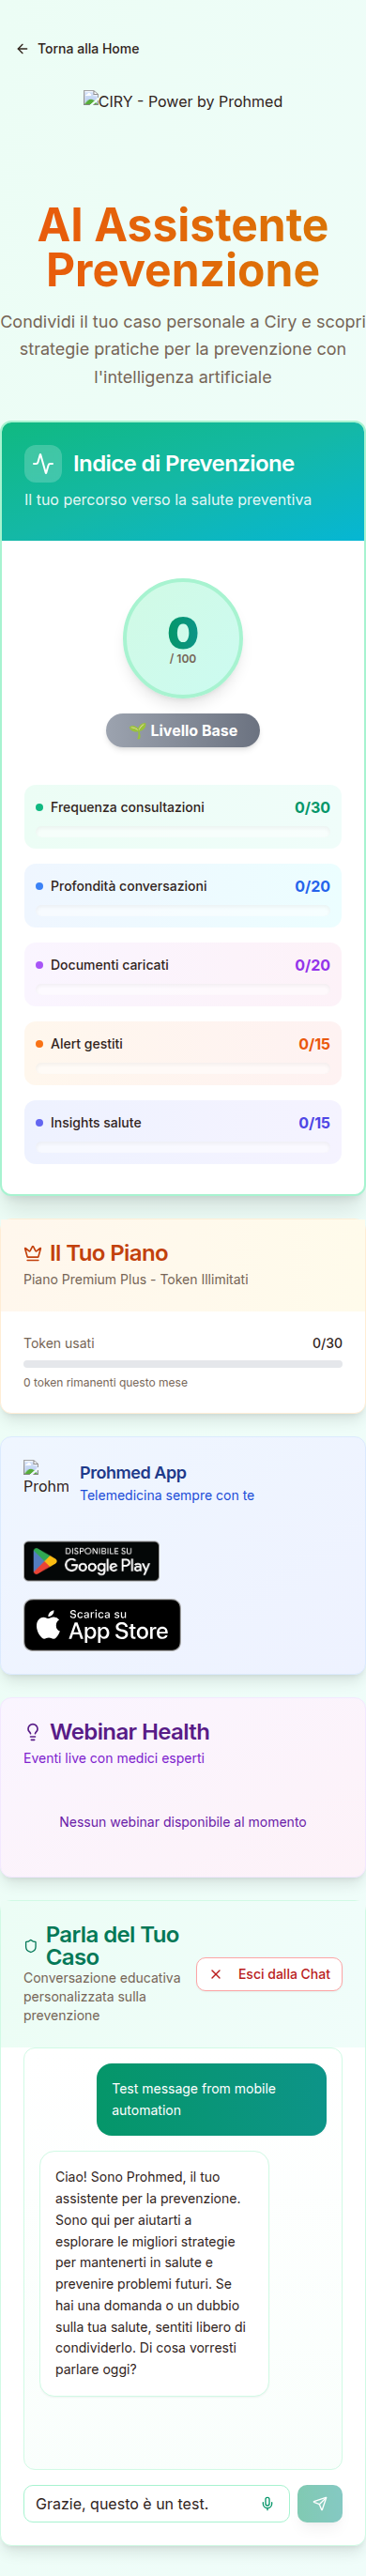 Torna alla Home
CIRY - Power by Prohmed
AI Assistente
Prevenzione
Condividi il tuo caso personale a Ciry e scopri
strategie pratiche per la prevenzione con
l'intelligenza artificiale
Indice di Prevenzione
Il tuo percorso verso la salute preventiva
0
/ 100
🌱 Livello Base
Frequenza consultazioni 0/30
Profondità conversazioni 0/20
Documenti caricati 0/20
Alert gestiti 0/15
Insights salute 0/15
Il Tuo Piano
Piano Premium Plus - Token Illimitati
Token usati 0/30
0 token rimanenti questo mese
Prohm
Prohmed App
Telemedicina sempre con te
DISPONIBILE SU
Google Play
Scarica su
App Store
Webinar Health
Eventi live con medici esperti
Nessun webinar disponibile al momento
Parla del Tuo
Caso
Conversazione educativa
personalizzata sulla
prevenzione
Esci dalla Chat
Test message from mobile
automation
Ciao! Sono Prohmed, il tuo
assistente per la prevenzione.
Sono qui per aiutarti a
esplorare le migliori strategie
per mantenerti in salute e
prevenire problemi futuri. Se
hai una domanda o un dubbio
sulla tua salute, sentiti libero di
condividerlo. Di cosa vorresti
parlare oggi?
Grazie, questo è un test.